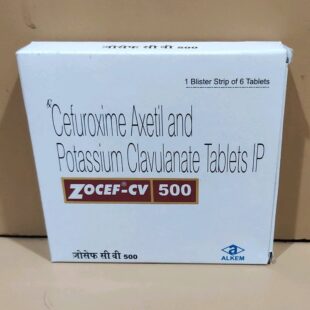 1 Blister Strip of 6 Tablets
Cefuroxime Axetil and
Potassium Clavulanate Tablets IP
ZOCEF®-CV 500
ज़ोसेफ सी वी 500
ALKEM